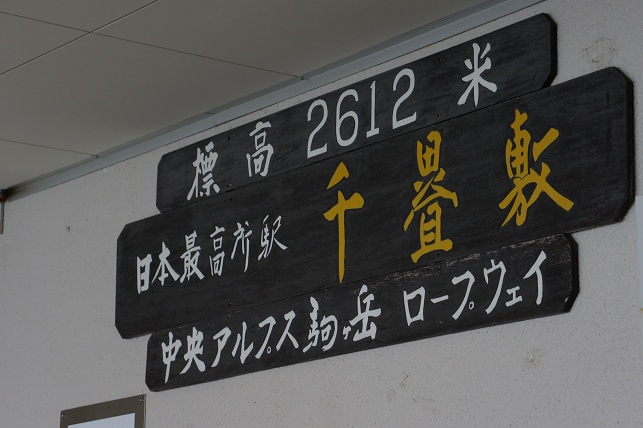 標高 2612 米
日本最高所駅 千畳敷
中央アルプス駒ヶ岳 ロープウェイ